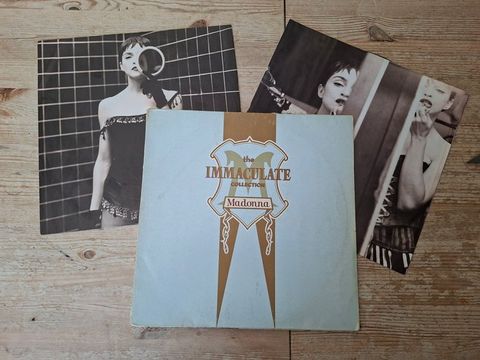 the
IMMACULATE
COLLECTION
Madonna